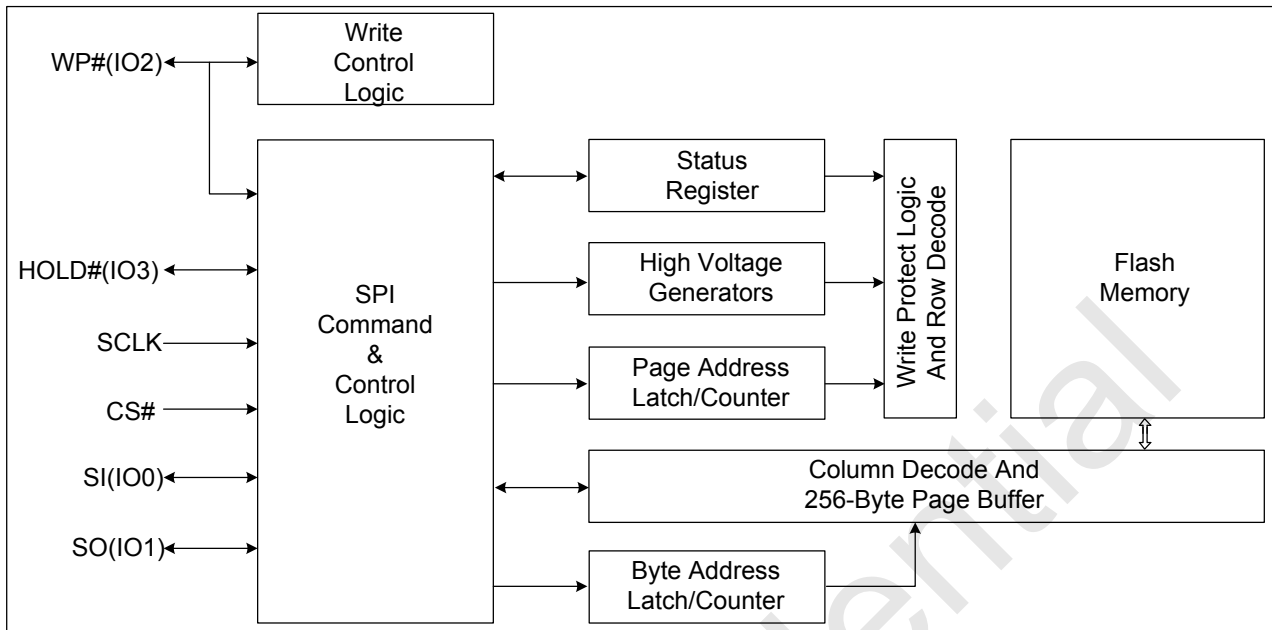 WP#(IO2)
Write
Control
Logic
HOLD#(IO3)
SCLK
CS#
SI(IO0)
SO(IO1)
SPI
Command
&
Control
Logic
Status
Register
High Voltage
Generators
Page Address
Latch/Counter
Write Protect Logic
And Row Decode
Flash
Memory
Column Decode And
256-Byte Page Buffer
Byte Address
Latch/Counter
ential